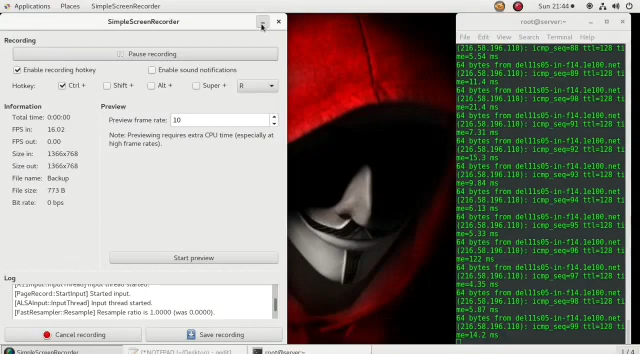 Applications Places SimpleScreenRecorder Sun 21:44
SimpleScreenRecorder
Recording
Pause recording
Enable recording hotkey Enable sound notifications
Hotkey: Ctrl + Shift + Alt + Super + R
Information
Total time: 0:00:00
FPS in: 16.02
FPS out: 0.00
Size in: 1366x768
Size out: 1366x768
File name: Backup
File size: 773 B
Bit rate: 0 bps
Preview
Preview frame rate: 10
Note: Previewing requires extra CPU time (especially at
high frame rates).
Start preview
Log
[ALSAInput::InputThread] Input thread started.
[PageRecord::StartInput] Started input.
[ALSAInput::InputThread] Input thread started.
[FastResampler::Resample] Resample ratio is 1.0000 (was 0.0000).
Cancel recording Save recording
root@server:~
File Edit View Search Terminal Help
(216.58.196.110): icmp_seq=88 ttl=128 ti
me=5.54 ms
64 bytes from del11s05-in-f14.1e100.net
(216.58.196.110): icmp_seq=89 ttl=128 ti
me=11.4 ms
64 bytes from del11s05-in-f14.1e100.net
(216.58.196.110): icmp_seq=90 ttl=128 ti
me=21.4 ms
64 bytes from del11s05-in-f14.1e100.net
(216.58.196.110): icmp_seq=91 ttl=128 ti
me=7.31 ms
64 bytes from del11s05-in-f14.1e100.net
(216.58.196.110): icmp_seq=92 ttl=128 ti
me=15.3 ms
64 bytes from del11s05-in-f14.1e100.net
(216.58.196.110): icmp_seq=93 ttl=128 ti
me=9.84 ms
64 bytes from del11s05-in-f14.1e100.net
(216.58.196.110): icmp_seq=94 ttl=128 ti
me=6.13 ms
64 bytes from del11s05-in-f14.1e100.net
(216.58.196.110): icmp_seq=95 ttl=128 ti
me=5.33 ms
64 bytes from del11s05-in-f14.1e100.net
(216.58.196.110): icmp_seq=96 ttl=128 ti
me=122 ms
64 bytes from del11s05-in-f14.1e100.net
(216.58.196.110): icmp_seq=97 ttl=128 ti
me=4.35 ms
64 bytes from del11s05-in-f14.1e100.net
(216.58.196.110): icmp_seq=98 ttl=128 ti
me=5.87 ms
64 bytes from del11s05-in-f14.1e100.net
(216.58.196.110): icmp_seq=99 ttl=128 ti
me=14.2 ms
SimpleScreenRecorder root@server:~ 1 / 4